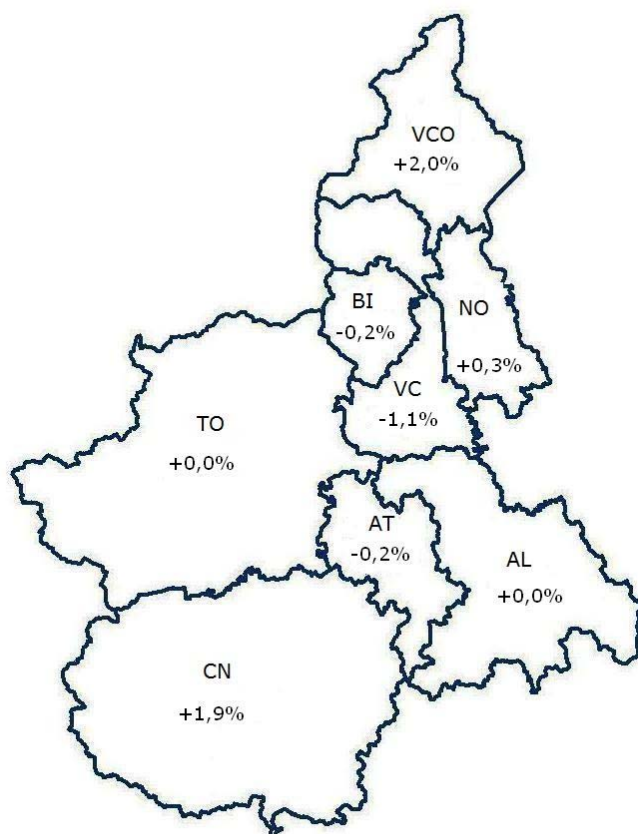 VCO
+2,0%
BI
-0,2%
NO
+0,3%
VC
-1,1%
TO
+0,0%
AT
-0,2%
AL
+0,0%
CN
+1,9%